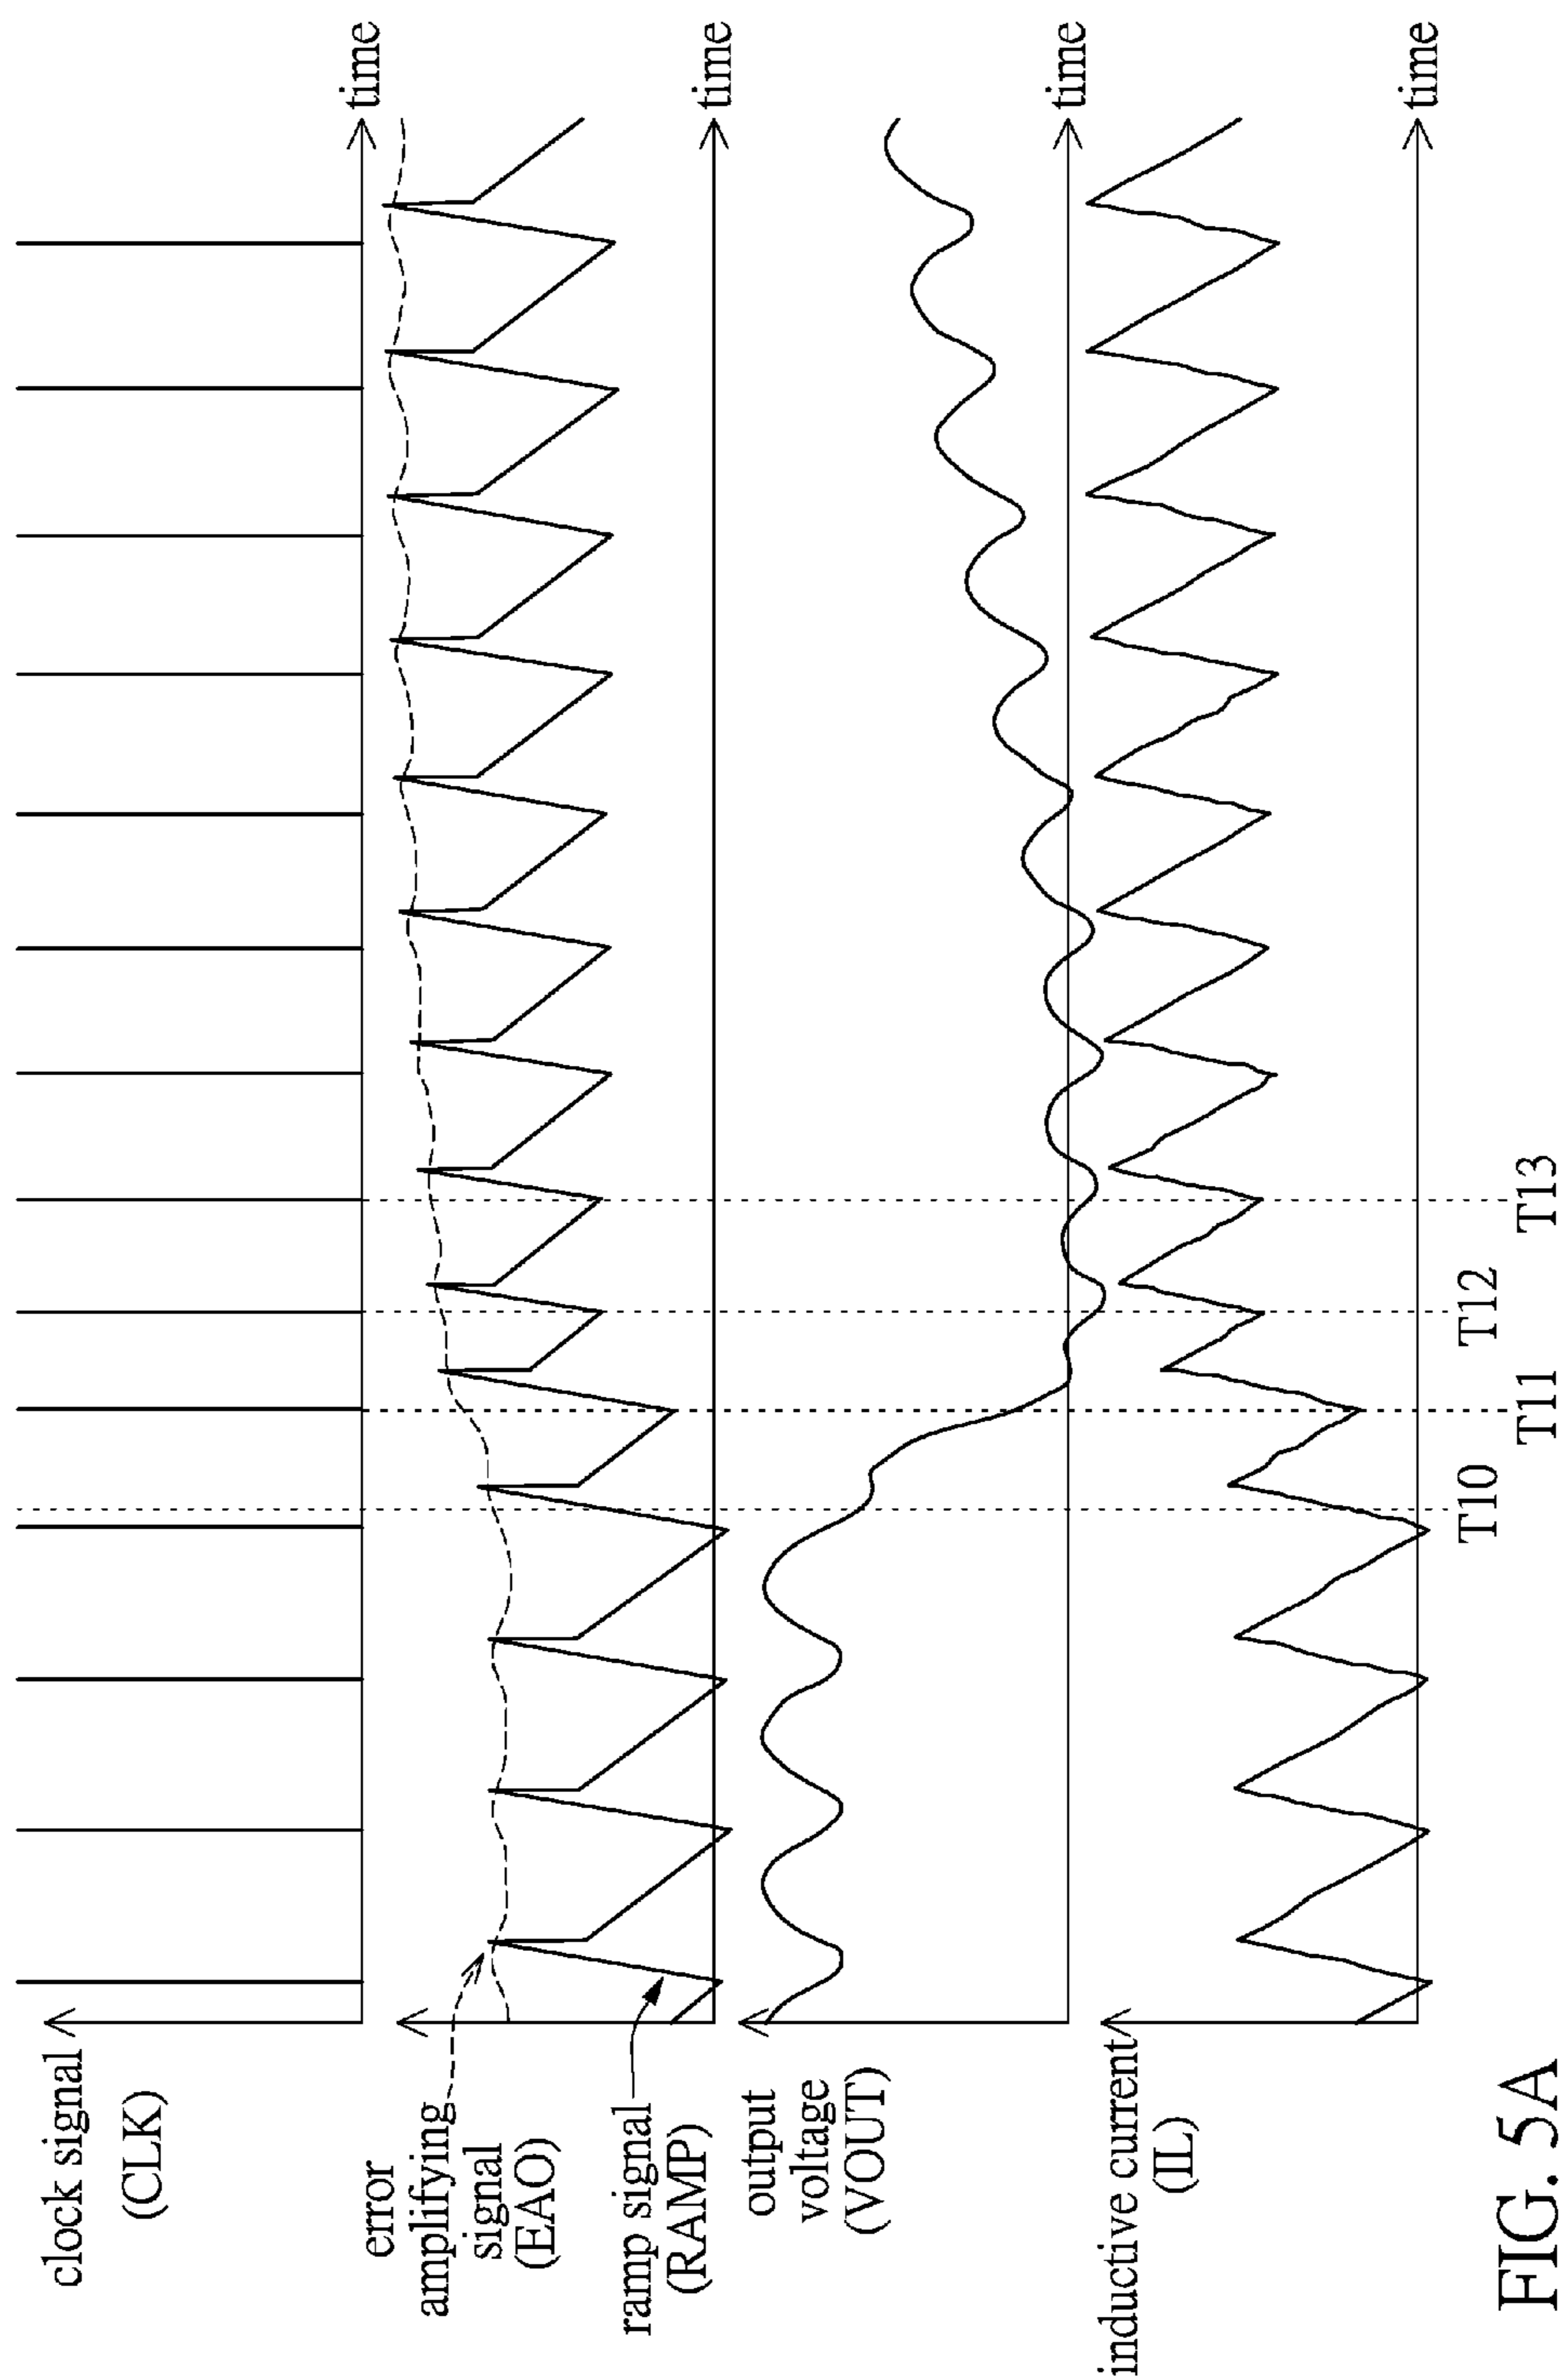 clock signal
(CLK)
time
error
amplifying
signal
(EAO)
ramp signal
(RAMP)
time
output
voltage
(VOUT)
time
inductive current
(IL)
time
T10
T11
T12
T13
FIG. 5A